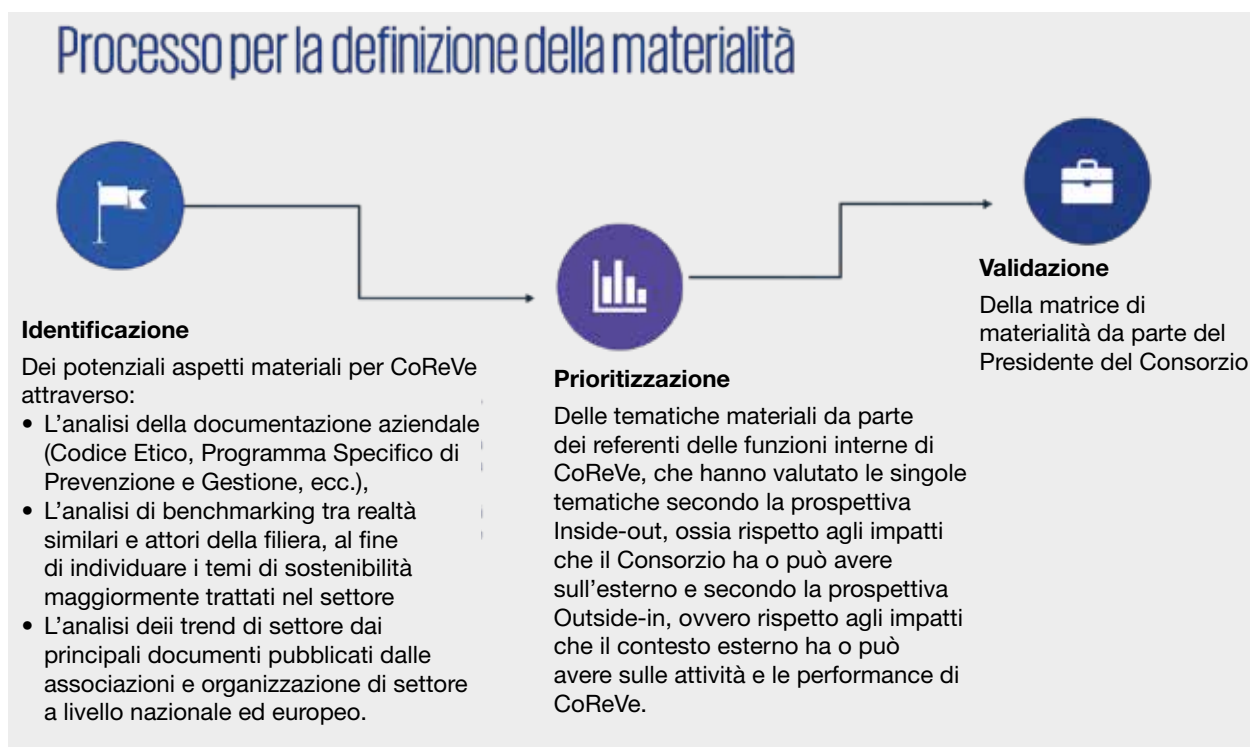 Processo per la definizione della materialità
Identificazione
Dei potenziali aspetti materiali per CoReVe
attraverso:
• L'analisi della documentazione aziendale
(Codice Etico, Programma Specifico di
Prevenzione e Gestione, ecc.),
• L'analisi di benchmarking tra realtà
similari e attori della filiera, al fine
di individuare i temi di sostenibilità
maggiormente trattati nel settore
• L'analisi deii trend di settore dai
principali documenti pubblicati dalle
associazioni e organizzazione di settore
a livello nazionale ed europeo.
Prioritizzazione
Delle tematiche materiali da parte
dei referenti delle funzioni interne di
CoReVe, che hanno valutato le singole
tematiche secondo la prospettiva
Inside-out, ossia rispetto agli impatti
che il Consorzio ha o può avere
sull'esterno e secondo la prospettiva
Outside-in, ovvero rispetto agli impatti
che il contesto esterno ha o può
avere sulle attività e le performance di
CoReVe.
Validazione
Della matrice di
materialità da parte del
Presidente del Consorzio